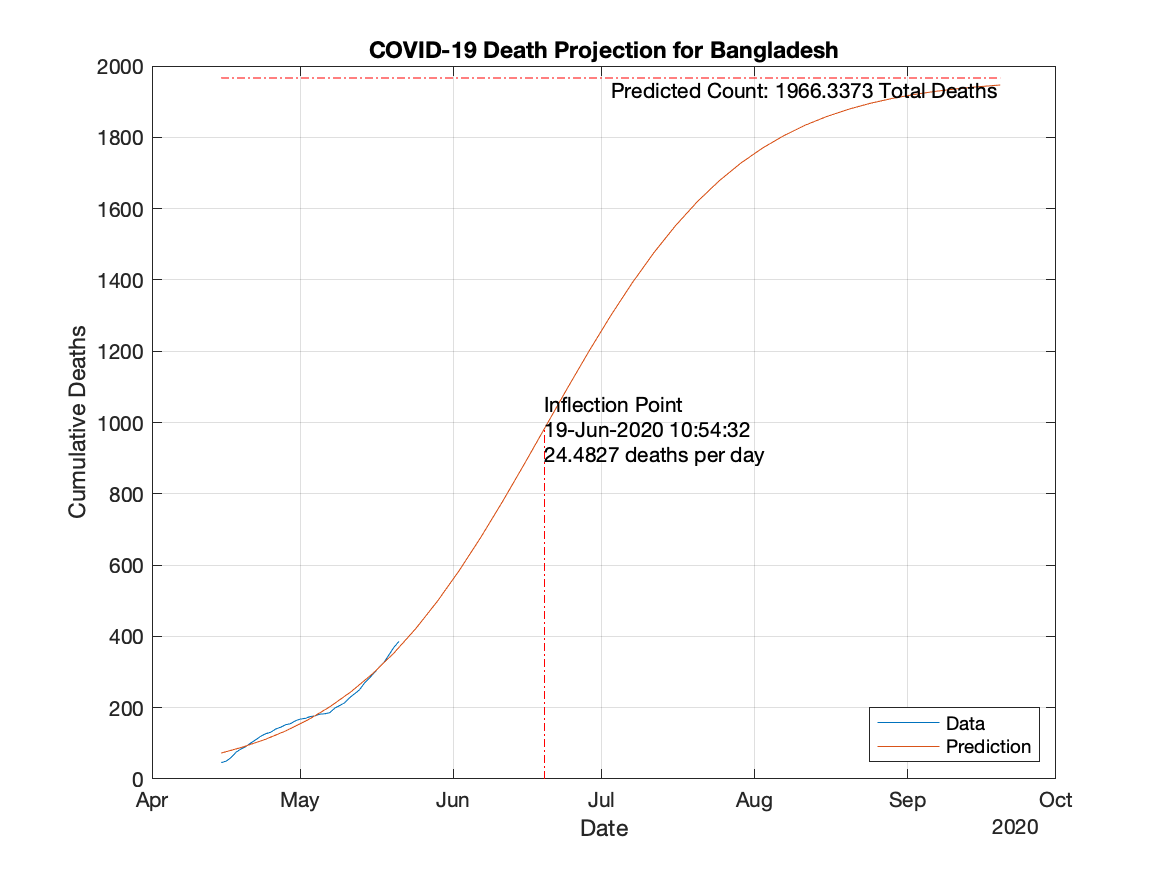 COVID-19 Death Projection for Bangladesh
2000
Predicted Count: 1966.3373 Total Deaths
1800
1600
1400
1200
Inflection Point
1000
19-Jun-2020 10:54:32
24.4827 deaths per day
800
600
400
200
0
Cumulative Deaths
Data
Prediction
Apr May Jun Jul Aug Sep Oct
Date
2020